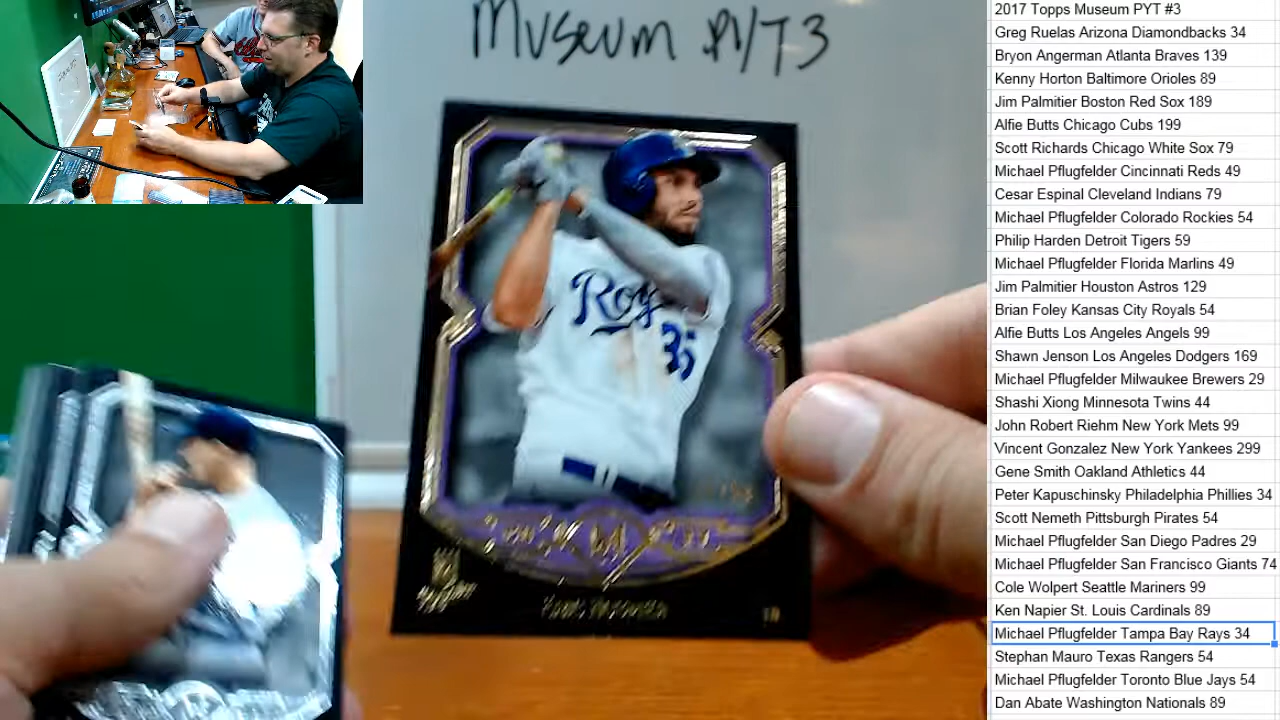 Museum PYT3
Royals
35
1B
2017 Topps Museum PYT #3
Greg Ruelas Arizona Diamondbacks 34
Bryon Angerman Atlanta Braves 139
Kenny Horton Baltimore Orioles 89
Jim Palmitier Boston Red Sox 189
Alfie Butts Chicago Cubs 199
Scott Richards Chicago White Sox 79
Michael Pflugfelder Cincinnati Reds 49
Cesar Espinal Cleveland Indians 79
Michael Pflugfelder Colorado Rockies 54
Philip Harden Detroit Tigers 59
Michael Pflugfelder Florida Marlins 49
Jim Palmitier Houston Astros 129
Brian Foley Kansas City Royals 54
Alfie Butts Los Angeles Angels 99
Shawn Jenson Los Angeles Dodgers 169
Michael Pflugfelder Milwaukee Brewers 29
Shashi Xiong Minnesota Twins 44
John Robert Riehm New York Mets 99
Vincent Gonzalez New York Yankees 299
Gene Smith Oakland Athletics 44
Peter Kapuschinsky Philadelphia Phillies 34
Scott Nemeth Pittsburgh Pirates 54
Michael Pflugfelder San Diego Padres 29
Michael Pflugfelder San Francisco Giants 74
Cole Wolpert Seattle Mariners 99
Ken Napier St. Louis Cardinals 89
Michael Pflugfelder Tampa Bay Rays 34
Stephan Mauro Texas Rangers 54
Michael Pflugfelder Toronto Blue Jays 54
Dan Abate Washington Nationals 89